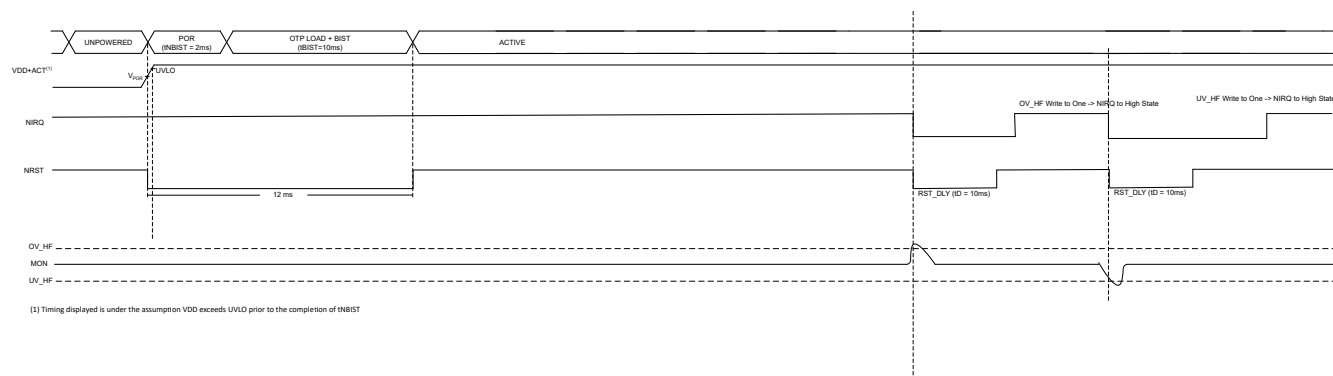 UNPOWERED
POR
(tNBIST = 2ms)
OTP LOAD + BIST
(tBIST=10ms)
ACTIVE
VDD+ACT(1)
VPOR
UVLO
OV_HF Write to One -> NIRQ to High State
UV_HF Write to One -> NIRQ to High State
NIRQ
NRST
12 ms
RST_DLY (tD = 10ms)
RST_DLY (tD = 10ms)
OV_HF
MON
UV_HF
(1) Timing displayed is under the assumption VDD exceeds UVLO prior to the completion of tNBIST